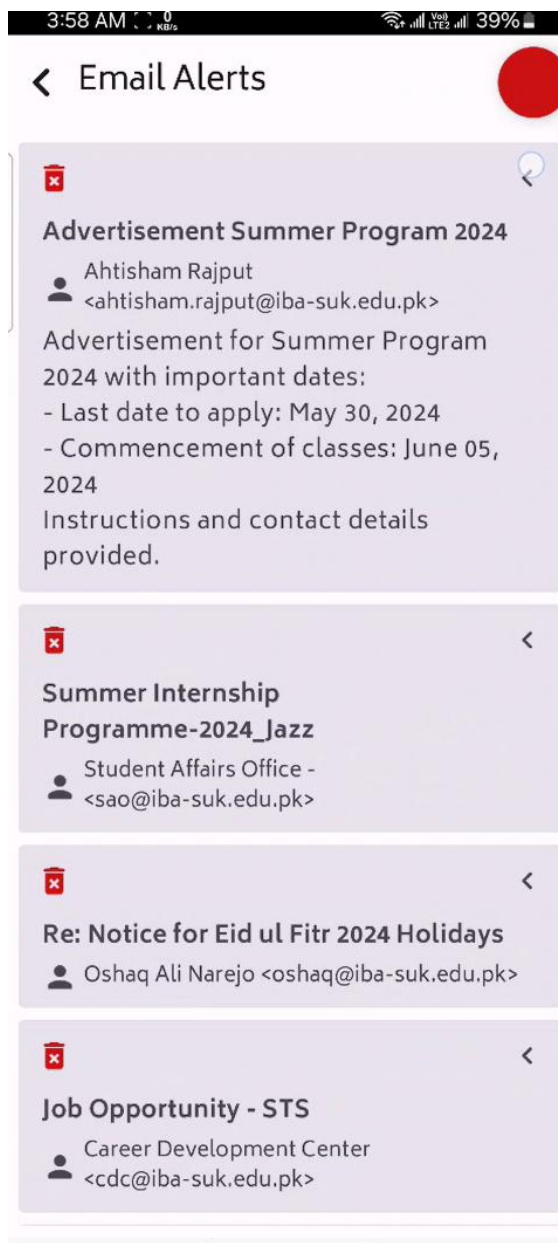 3:58 AM 0 KB/s Vo)) LTE2 39%
Email Alerts
Advertisement Summer Program 2024
Ahtisham Rajput
<ahtisham.rajput@iba-suk.edu.pk>
Advertisement for Summer Program
2024 with important dates:
- Last date to apply: May 30, 2024
- Commencement of classes: June 05,
2024
Instructions and contact details
provided.
Summer Internship
Programme-2024_Jazz
Student Affairs Office -
<sao@iba-suk.edu.pk>
Re: Notice for Eid ul Fitr 2024 Holidays
Oshaq Ali Narejo <oshaq@iba-suk.edu.pk>
Job Opportunity - STS
Career Development Center
<cdc@iba-suk.edu.pk>